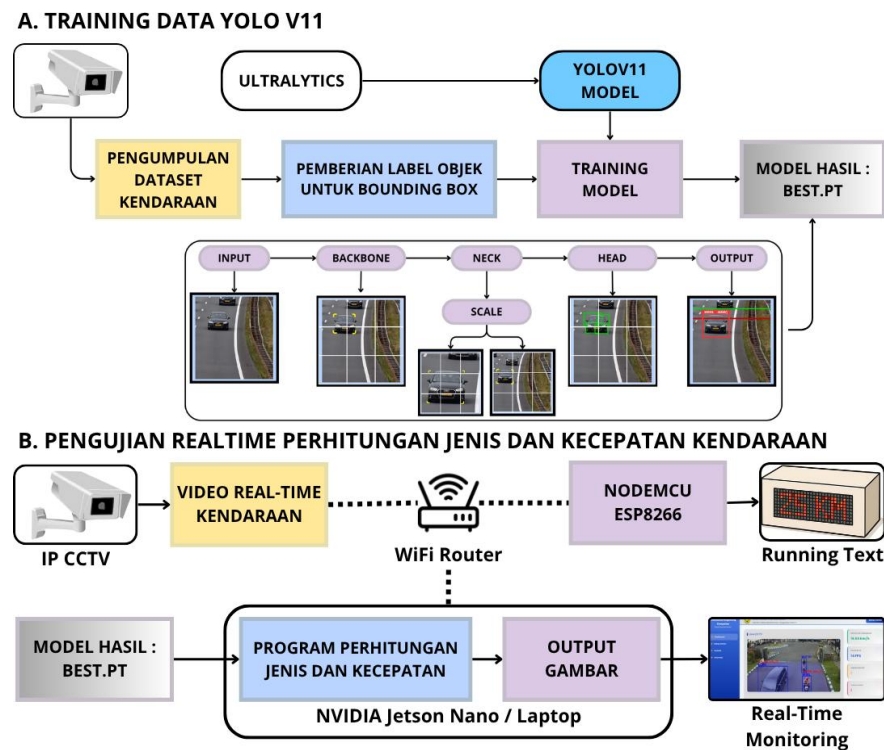 A. TRAINING DATA YOLO V11
ULTRALYTICS
YOLOV11
MODEL
PENGUMPULAN
DATASET
KENDARAAN
PEMBERIAN LABEL OBJEK
UNTUK BOUNDING BOX
TRAINING
MODEL
MODEL HASIL :
BEST.PT
INPUT
BACKBONE
NECK
HEAD
OUTPUT
SCALE
B. PENGUJIAN REALTIME PERHITUNGAN JENIS DAN KECEPATAN KENDARAAN
IP CCTV
VIDEO REAL-TIME
KENDARAAN
WiFi Router
NODEMCU
ESP8266
Running Text
MODEL HASIL :
BEST.PT
PROGRAM PERHITUNGAN
JENIS DAN KECEPATAN
OUTPUT
GAMBAR
NVIDIA Jetson Nano / Laptop
Real-Time
Monitoring